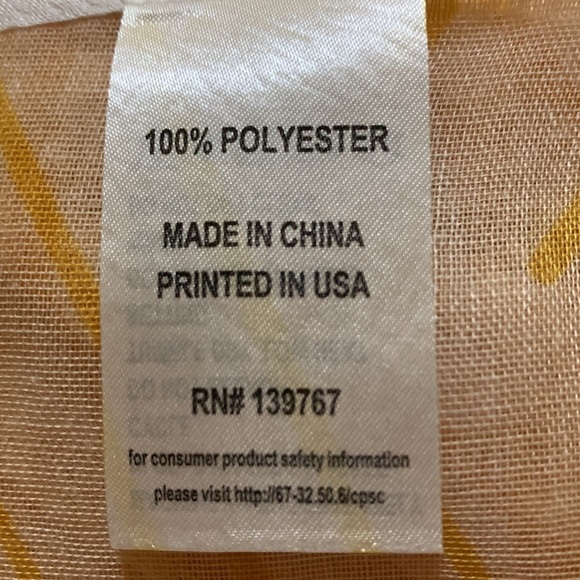 100% POLYESTER
MADE IN CHINA
PRINTED IN USA
RN# 139767
for consumer product safety information
please visit http://67-32.50.6/cpsc